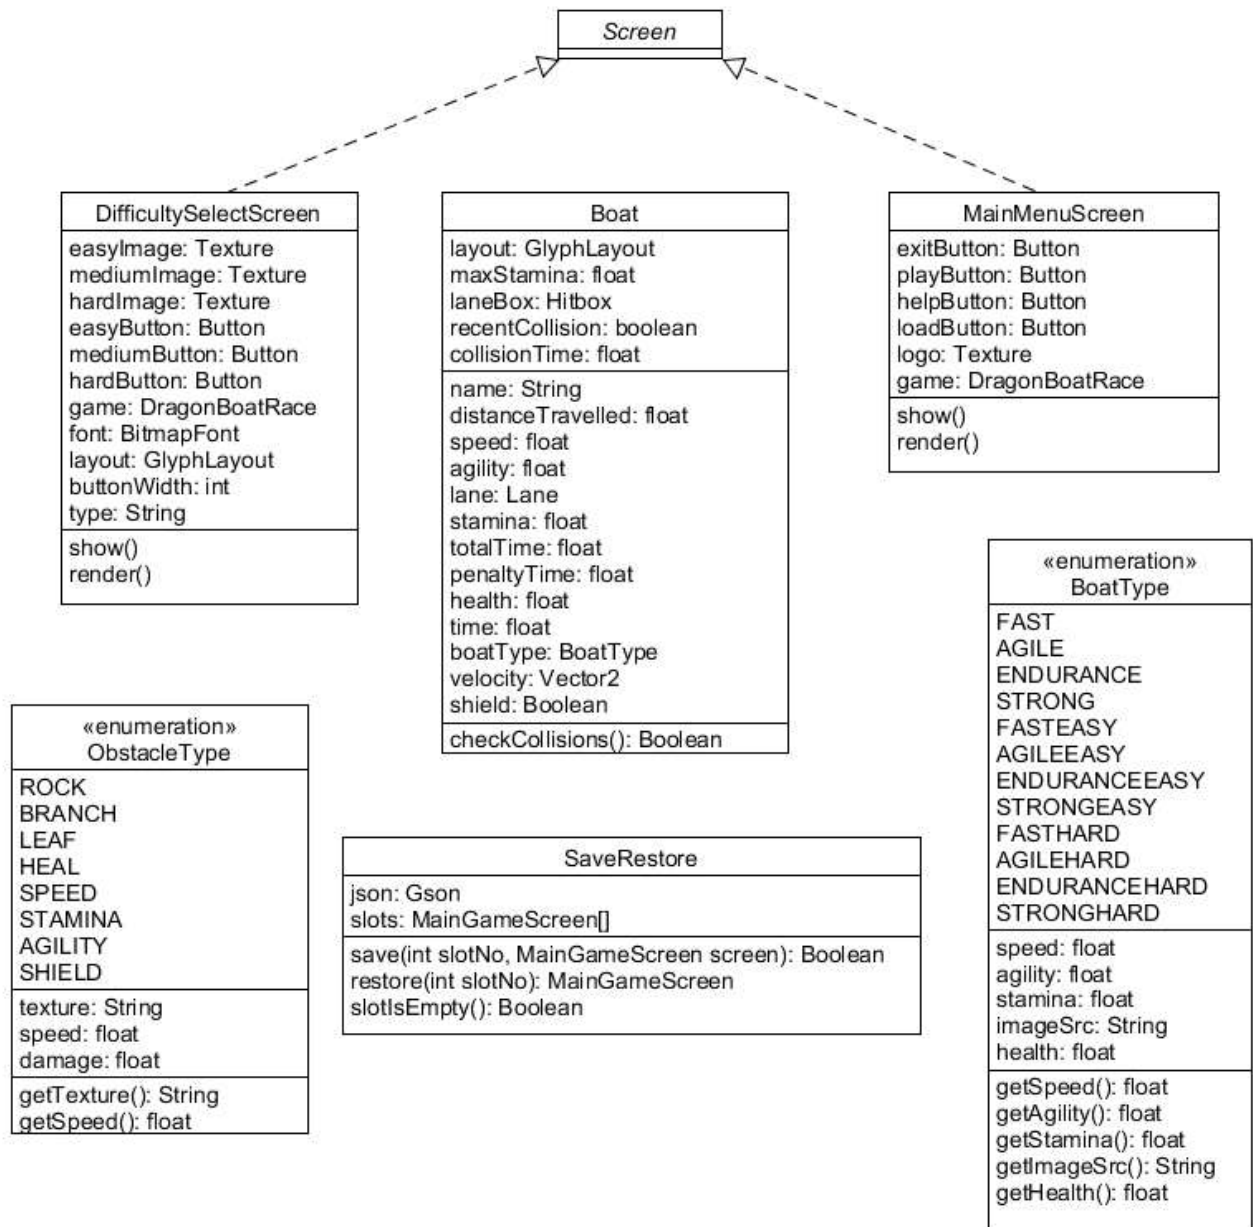 Screen
DifficultySelectScreen
easyImage: Texture
mediumImage: Texture
hardImage: Texture
easyButton: Button
mediumButton: Button
hardButton: Button
game: DragonBoatRace
font: BitmapFont
layout: GlyphLayout
buttonWidth: int
type: String
show()
render()
Boat
layout: GlyphLayout
maxStamina: float
laneBox: Hitbox
recentCollision: boolean
collisionTime: float
name: String
distanceTravelled: float
speed: float
agility: float
lane: Lane
stamina: float
totalTime: float
penaltyTime: float
health: float
time: float
boatType: BoatType
velocity: Vector2
shield: Boolean
checkCollisions(): Boolean
MainMenuScreen
exitButton: Button
playButton: Button
helpButton: Button
loadButton: Button
logo: Texture
game: DragonBoatRace
show()
render()
«enumeration»
ObstacleType
ROCK
BRANCH
LEAF
HEAL
SPEED
STAMINA
AGILITY
SHIELD
texture: String
speed: float
damage: float
getTexture(): String
getSpeed(): float
SaveRestore
json: Gson
slots: MainGameScreen[]
save(int slotNo, MainGameScreen screen): Boolean
restore(int slotNo): MainGameScreen
slotIsEmpty(): Boolean
«enumeration»
BoatType
FAST
AGILE
ENDURANCE
STRONG
FASTEASY
AGILEEASY
ENDURANCEEASY
STRONGEASY
FASTHARD
AGILEHARD
ENDURANCEHARD
STRONGHARD
speed: float
agility: float
stamina: float
imageSrc: String
health: float
getSpeed(): float
getAgility(): float
getStamina(): float
getImageSrc(): String
getHealth(): float